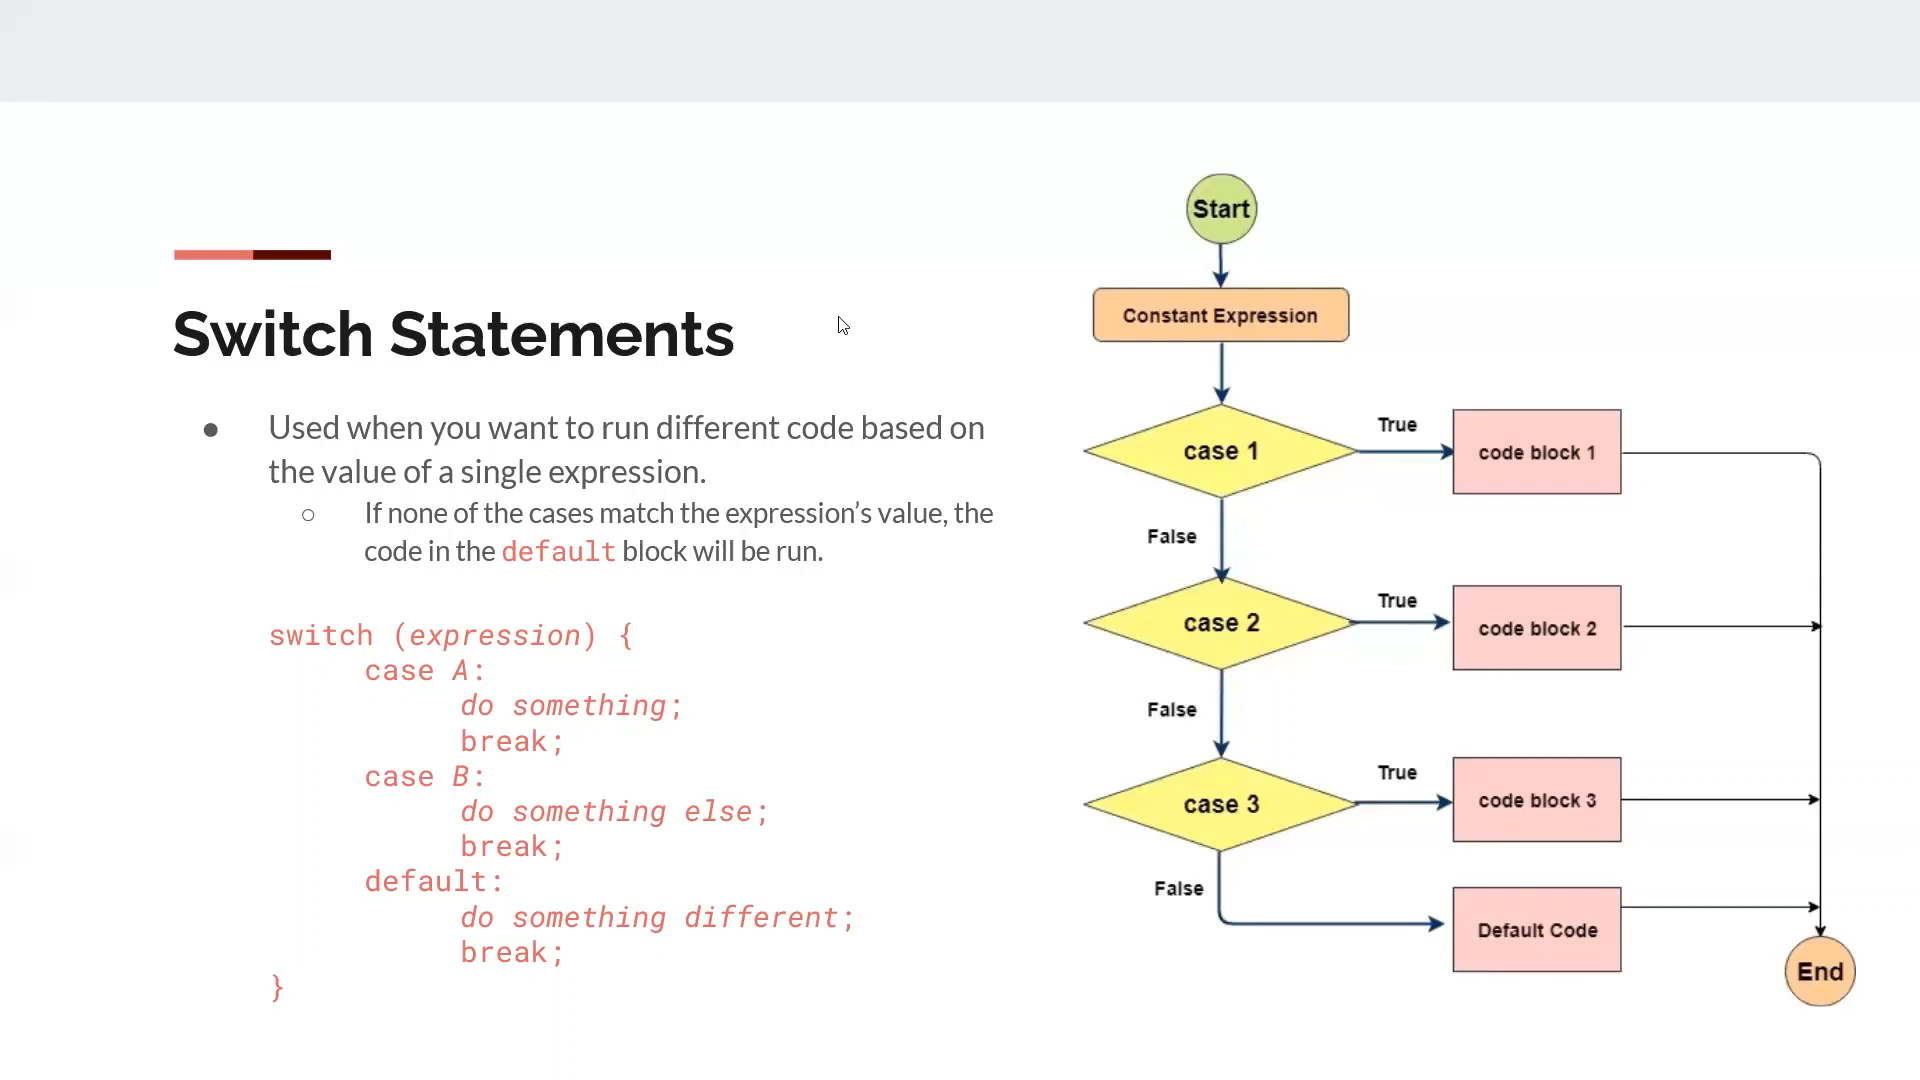 Switch Statements
● Used when you want to run different code based on
the value of a single expression.
○ If none of the cases match the expression’s value, the
code in the default block will be run.
switch (expression) {
case A:
do something;
break;
case B:
do something else;
break;
default:
do something different;
break;
}
Start
Constant Expression
case 1
True
code block 1
False
case 2
True
code block 2
False
case 3
True
code block 3
False
Default Code
End